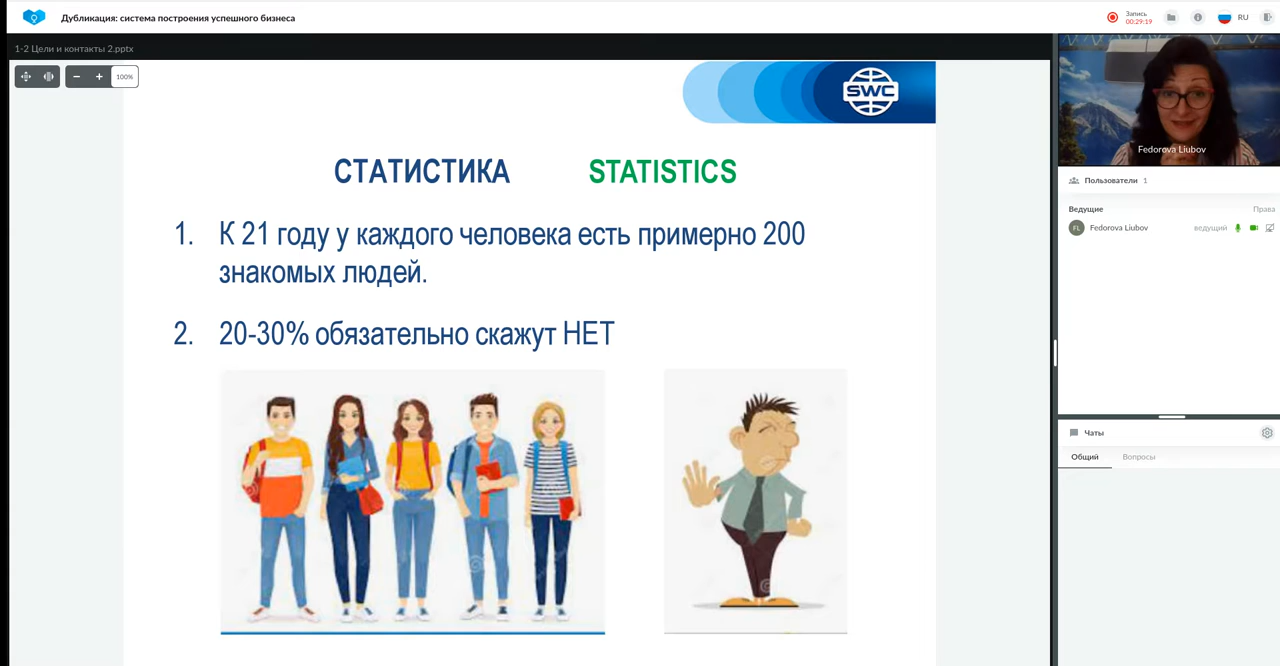 Дубликация: система построения успешного бизнеса
Запись
00:29:19
RU
1-2 Цели и контакты 2.pptx
100%
SWC
СТАТИСТИКА STATISTICS
1. К 21 году у каждого человека есть примерно 200
знакомых людей.
2. 20-30% обязательно скажут НЕТ
Fedorova Liubov
Пользователи 1
Ведущие Права
FL Fedorova Liubov ведущий
Чаты
Общий Вопросы